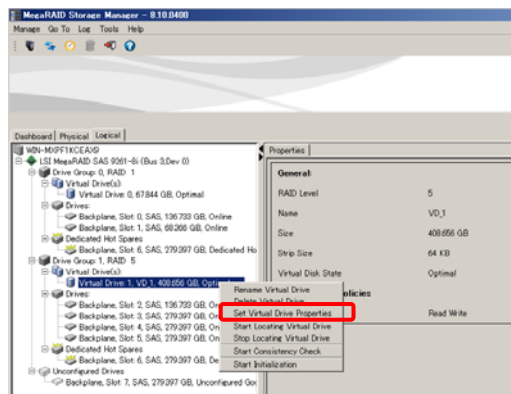 MegaRAID Storage Manager - 8.10.0400
Manage Go To Log Tools Help
Dashboard Physical Logical
WIN-MXPF1KCEAX9
LSI MegaRAID SAS 9261-8i (Bus 3,Dev 0)
Drive Group: 0, RAID 1
Virtual Drive(s):
Virtual Drive: 0, 67.844 GB, Optimal
Drives:
Backplane, Slot: 0, SAS, 136.733 GB, Online
Backplane, Slot: 1, SAS, 68.366 GB, Online
Dedicated Hot Spares
Backplane, Slot: 6, SAS, 279.397 GB, Dedicated Ho
Drive Group: 1, RAID 5
Virtual Drive(s):
Virtual Drive: 1, VD_1, 408.656 GB, Opti
Drives:
Backplane, Slot: 2, SAS, 136.733 GB, On
Backplane, Slot: 3, SAS, 279.397 GB, On
Backplane, Slot: 4, SAS, 279.397 GB, On
Backplane, Slot: 5, SAS, 279.397 GB, On
Dedicated Hot Spares
Backplane, Slot: 6, SAS, 279.397 GB, De
Unconfigured Drives
Backplane, Slot: 7, SAS, 279.397 GB, Unconfigured Goo
Rename Virtual Drive
Delete Virtual Drive
Set Virtual Drive Properties
Start Locating Virtual Drive
Stop Locating Virtual Drive
Start Consistency Check
Start Initialization
Properties
General:
RAID Level 5
Name VD_1
Size 408.656 GB
Strip Size 64 KB
Virtual Disk State Optimal
olicies
Read Write